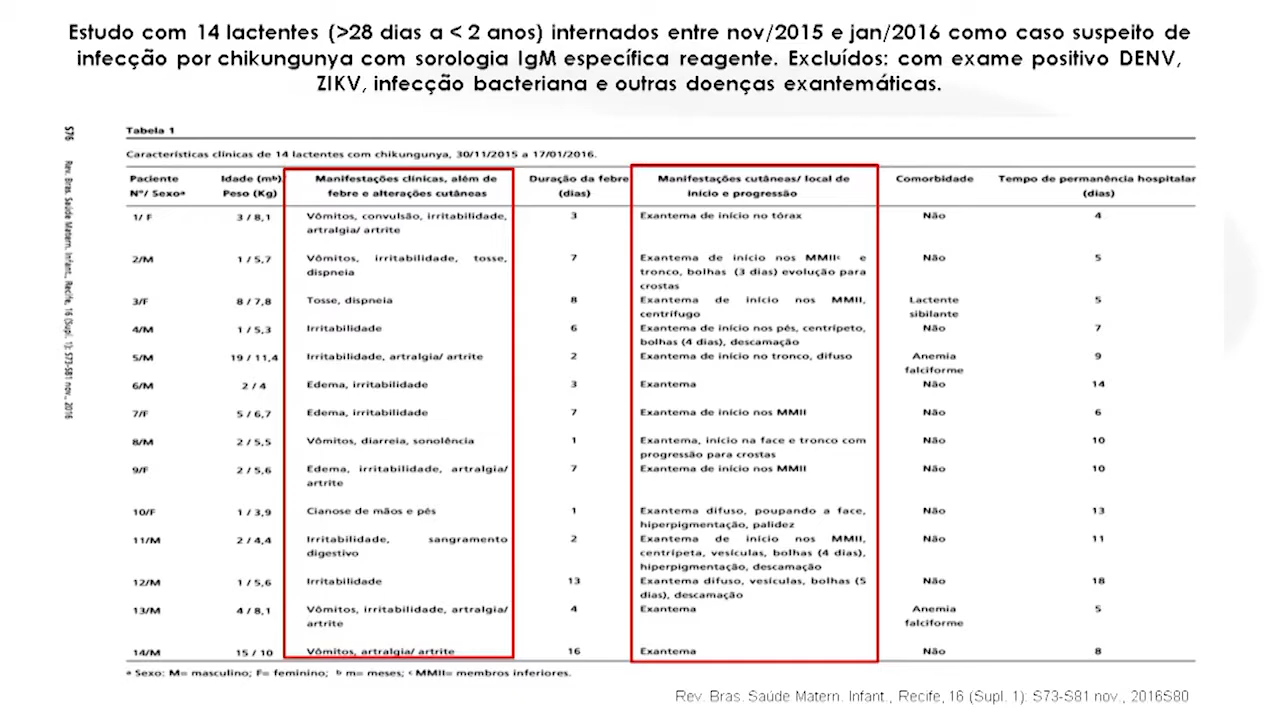 Estudo com 14 lactentes (>28 dias a < 2 anos) internados entre nov/2015 e jan/2016 como caso suspeito de
infecção por chikungunya com sorologia IgM específica reagente. Excluídos: com exame positivo DENV,
ZIKV, infecção bacteriana e outras doenças exantemáticas.
S76 Rev. Bras. Saúde Matern. Infant., Recife, 16 (Supl. 1): S73-S81 nov., 2016
Tabela 1
Características clínicas de 14 lactentes com chikungunya, 30/11/2015 a 17/01/2016.
Paciente Idade (mᵇ) Manifestações clínicas, além de Duração da febre Manifestações cutâneas/ local de Comorbidade Tempo de permanência hospitalar
Nº/ Sexoᵃ Peso (Kg) febre e alterações cutâneas (dias) início e progressão (dias)
1/ F 3 / 8,1 Vômitos, convulsão, irritabilidade, 3 Exantema de início no tórax Não 4
artralgia/ artrite
2/M 1 / 5,7 Vômitos, irritabilidade, tosse, 7 Exantema de início nos MMIIᶜ e Não 5
dispneia tronco, bolhas (3 dias) evolução para
crostas
3/F 8 / 7,8 Tosse, dispneia 8 Exantema de início nos MMII, Lactente 5
centrífugo sibilante
4/M 1 / 5,3 Irritabilidade 6 Exantema de início nos pés, centrípeto, Não 7
bolhas (4 dias), descamação
5/M 19 / 11,4 Irritabilidade, artralgia/ artrite 2 Exantema de início no tronco, difuso Anemia 9
falciforme
6/M 2 / 4 Edema, irritabilidade 3 Exantema Não 14
7/F 5 / 6,7 Edema, irritabilidade 7 Exantema de início nos MMII Não 6
8/M 2 / 5,5 Vômitos, diarreia, sonolência 1 Exantema, início na face e tronco com Não 10
progressão para crostas
9/F 2 / 5,6 Edema, irritabilidade, artralgia/ 7 Exantema de início nos MMII Não 10
artrite
10/F 1 / 3,9 Cianose de mãos e pés 1 Exantema difuso, poupando a face, Não 13
hiperpigmentação, palidez
11/M 2 / 4,4 Irritabilidade, sangramento 2 Exantema de início nos MMII, Não 11
digestivo centrípeta, vesículas, bolhas (4 dias),
hiperpigmentação, descamação
12/M 1 / 5,6 Irritabilidade 13 Exantema difuso, vesículas, bolhas (5 Não 18
dias), descamação
13/M 4 / 8,1 Vômitos, irritabilidade, artralgia/ 4 Exantema Anemia 5
artrite falciforme
14/M 15 / 10 Vômitos, artralgia/ artrite 16 Exantema Não 8
ᵃ Sexo: M= masculino; F= feminino; ᵇ m= meses; ᶜ MMII= membros inferiores.
Rev. Bras. Saúde Matern. Infant., Recife, 16 (Supl. 1): S73-S81 nov., 2016S80